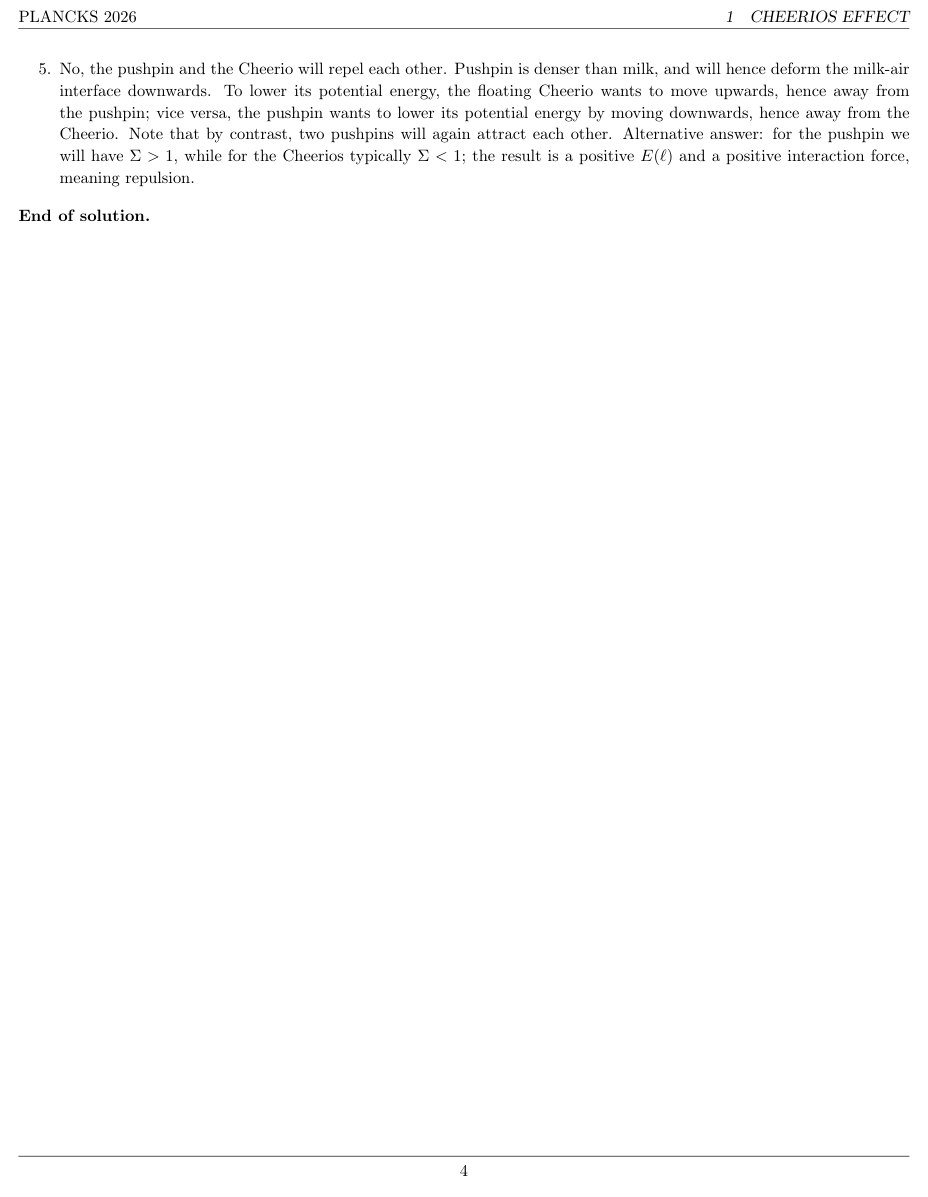 PLANCKS 2026 1 CHEERIOS EFFECT
5. No, the pushpin and the Cheerio will repel each other. Pushpin is denser than milk, and will hence deform the milk-air
interface downwards. To lower its potential energy, the floating Cheerio wants to move upwards, hence away from
the pushpin; vice versa, the pushpin wants to lower its potential energy by moving downwards, hence away from the
Cheerio. Note that by contrast, two pushpins will again attract each other. Alternative answer: for the pushpin we
will have Σ > 1, while for the Cheerios typically Σ < 1; the result is a positive E(ℓ) and a positive interaction force,
meaning repulsion.
End of solution.
4